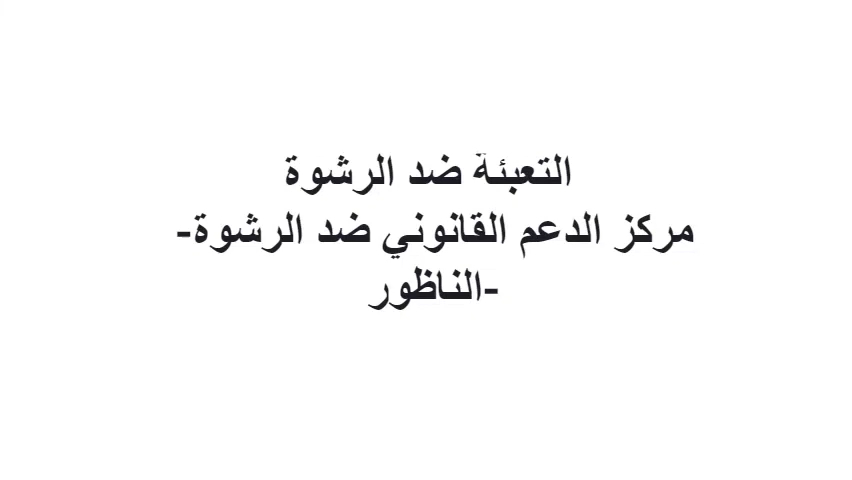 التعبئة ضد الرشوة
مركز الدعم القانوني ضد الرشوة-
-الناظور